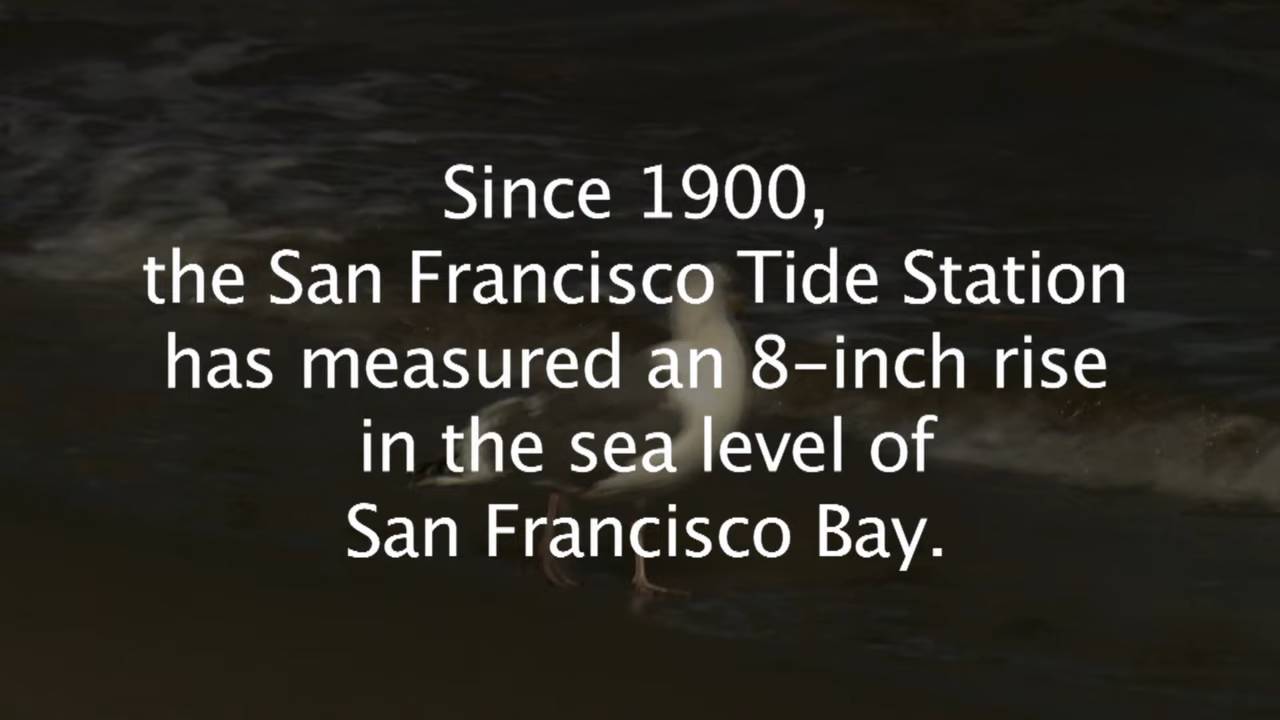 Since 1900,
the San Francisco Tide Station
has measured an 8-inch rise
in the sea level of
San Francisco Bay.